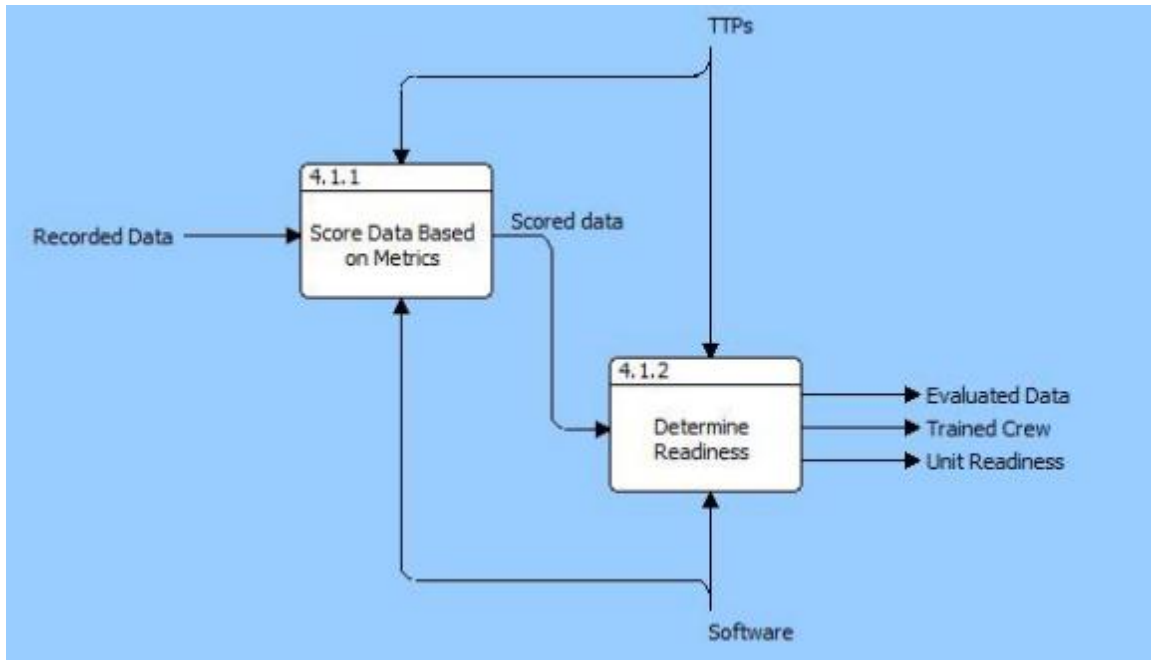 TTPs
4.1.1
Score Data Based
on Metrics
Recorded Data
Scored data
4.1.2
Determine
Readiness
Evaluated Data
Trained Crew
Unit Readiness
Software